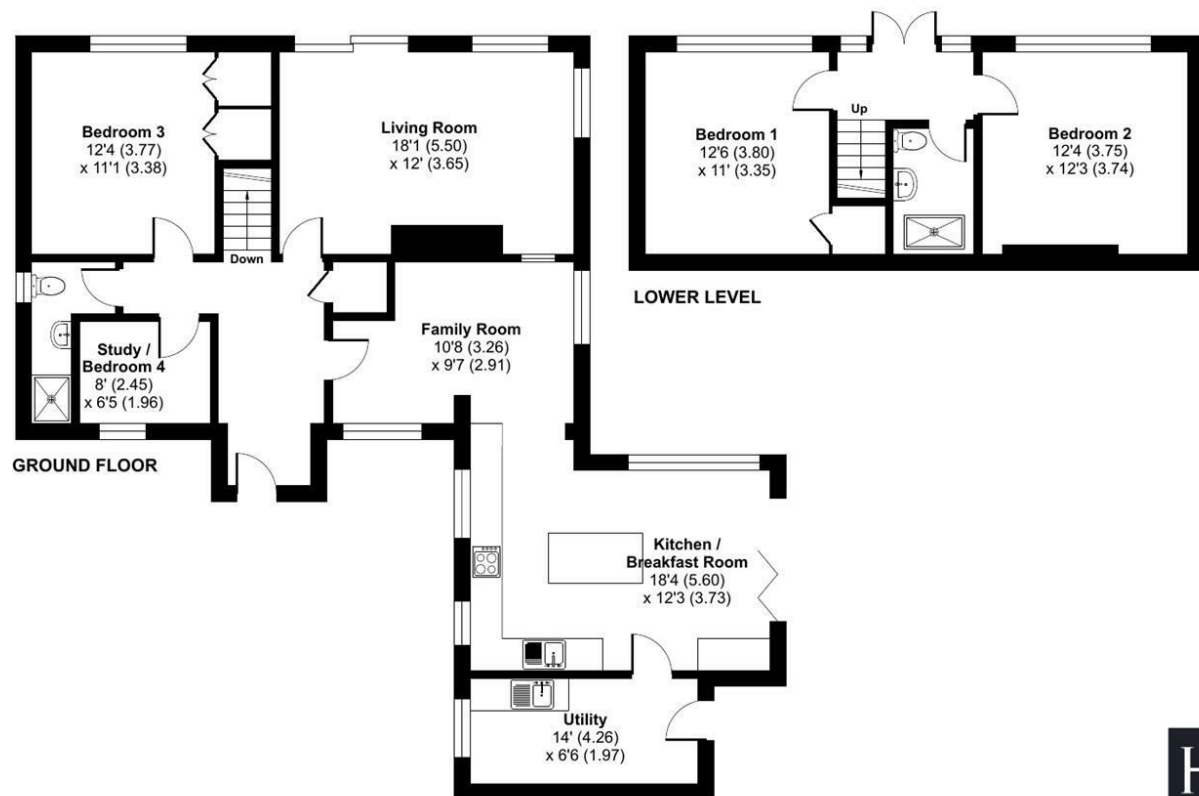 Bedroom 3
12'4 (3.77)
x 11'1 (3.38)
Living Room
18'1 (5.50)
x 12' (3.65)
Down
Study /
Bedroom 4
8' (2.45)
x 6'5 (1.96)
Family Room
10'8 (3.26)
x 9'7 (2.91)
GROUND FLOOR
Kitchen /
Breakfast Room
18'4 (5.60)
x 12'3 (3.73)
Utility
14' (4.26)
x 6'6 (1.97)
Bedroom 1
12'6 (3.80)
x 11' (3.35)
Up
Bedroom 2
12'4 (3.75)
x 12'3 (3.74)
LOWER LEVEL
H